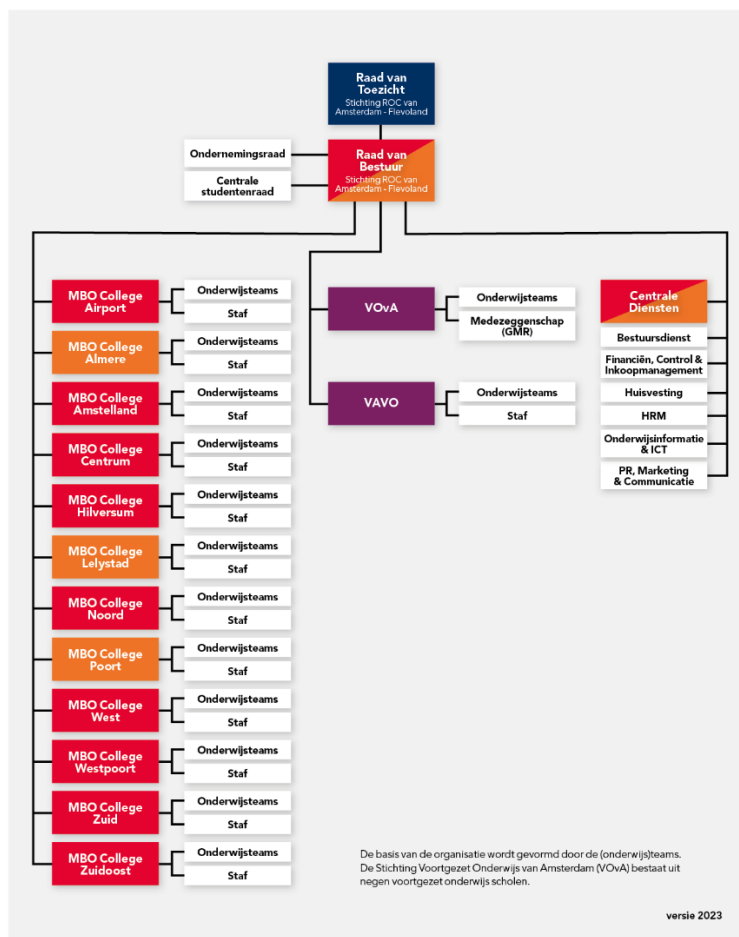 Raad van
Toezicht
Stichting ROC van
Amsterdam - Flevoland
Raad van
Bestuur
Stichting ROC van
Amsterdam - Flevoland
Ondernemingsraad
Centrale
studentenraad
MBO College
Airport
Onderwijsteams
Staf
MBO College
Almere
Onderwijsteams
Staf
MBO College
Amstelland
Onderwijsteams
Staf
MBO College
Centrum
Onderwijsteams
Staf
MBO College
Hilversum
Onderwijsteams
Staf
MBO College
Lelystad
Onderwijsteams
Staf
MBO College
Noord
Onderwijsteams
Staf
MBO College
Poort
Onderwijsteams
Staf
MBO College
West
Onderwijsteams
Staf
MBO College
Westpoort
Onderwijsteams
Staf
MBO College
Zuid
Onderwijsteams
Staf
MBO College
Zuidoost
Onderwijsteams
Staf
VOvA
Onderwijsteams
Medezeggenschap
(GMR)
VAVO
Onderwijsteams
Staf
Centrale
Diensten
Bestuursdienst
Financiën, Control &
Inkoopmanagement
Huisvesting
HRM
Onderwijsinformatie
& ICT
PR, Marketing
& Communicatie
De basis van de organisatie wordt gevormd door de (onderwijs)teams.
De Stichting Voortgezet Onderwijs van Amsterdam (VOvA) bestaat uit
negen voortgezet onderwijs scholen.
versie 2023